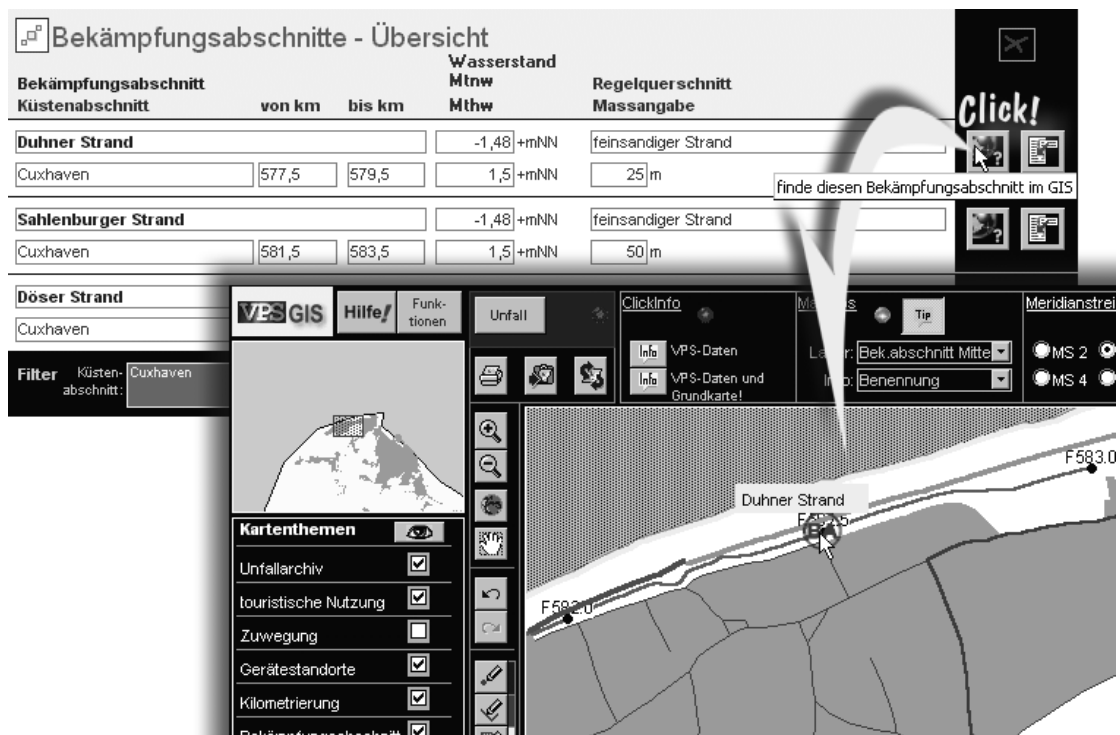 Bekämpfungsabschnitte - Übersicht
Wasserstand
Bekämpfungsabschnitt Mtnw Regelquerschnitt
Küstenabschnitt von km bis km Mthw Massangabe
Click!
Duhner Strand -1,48 +mNN feinsandiger Strand
Cuxhaven 577,5 579,5 1,5 +mNN 25 m
finde diesen Bekämpfungsabschnitt im GIS
Sahlenburger Strand -1,48 +mNN feinsandiger Strand
Cuxhaven 581,5 583,5 1,5 +mNN 50 m
Döser Strand
Cuxhaven
Filter Küsten-abschnitt: Cuxhaven
VPS GIS Hilfe! Funk-tionen Unfall ClickInfo Tip Meridianstrei
Info VPS-Daten Bek.abschnitt Mitte MS 2
Info VPS-Daten und Grundkarte! Benennung MS 4
F583.0
Duhner Strand
F582.0
Kartenthemen
Unfallarchiv
touristische Nutzung
Zuwegung
Gerätestandorte
Kilometrierung
Bekämpfungsabschnitt